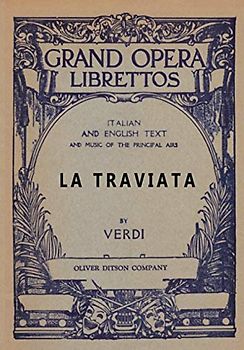 GRAND OPERA
LIBRETTOS
ITALIAN
AND ENGLISH TEXT
AND MUSIC OF THE PRINCIPAL AIRS
LA TRAVIATA
BY
VERDI
OLIVER DITSON COMPANY